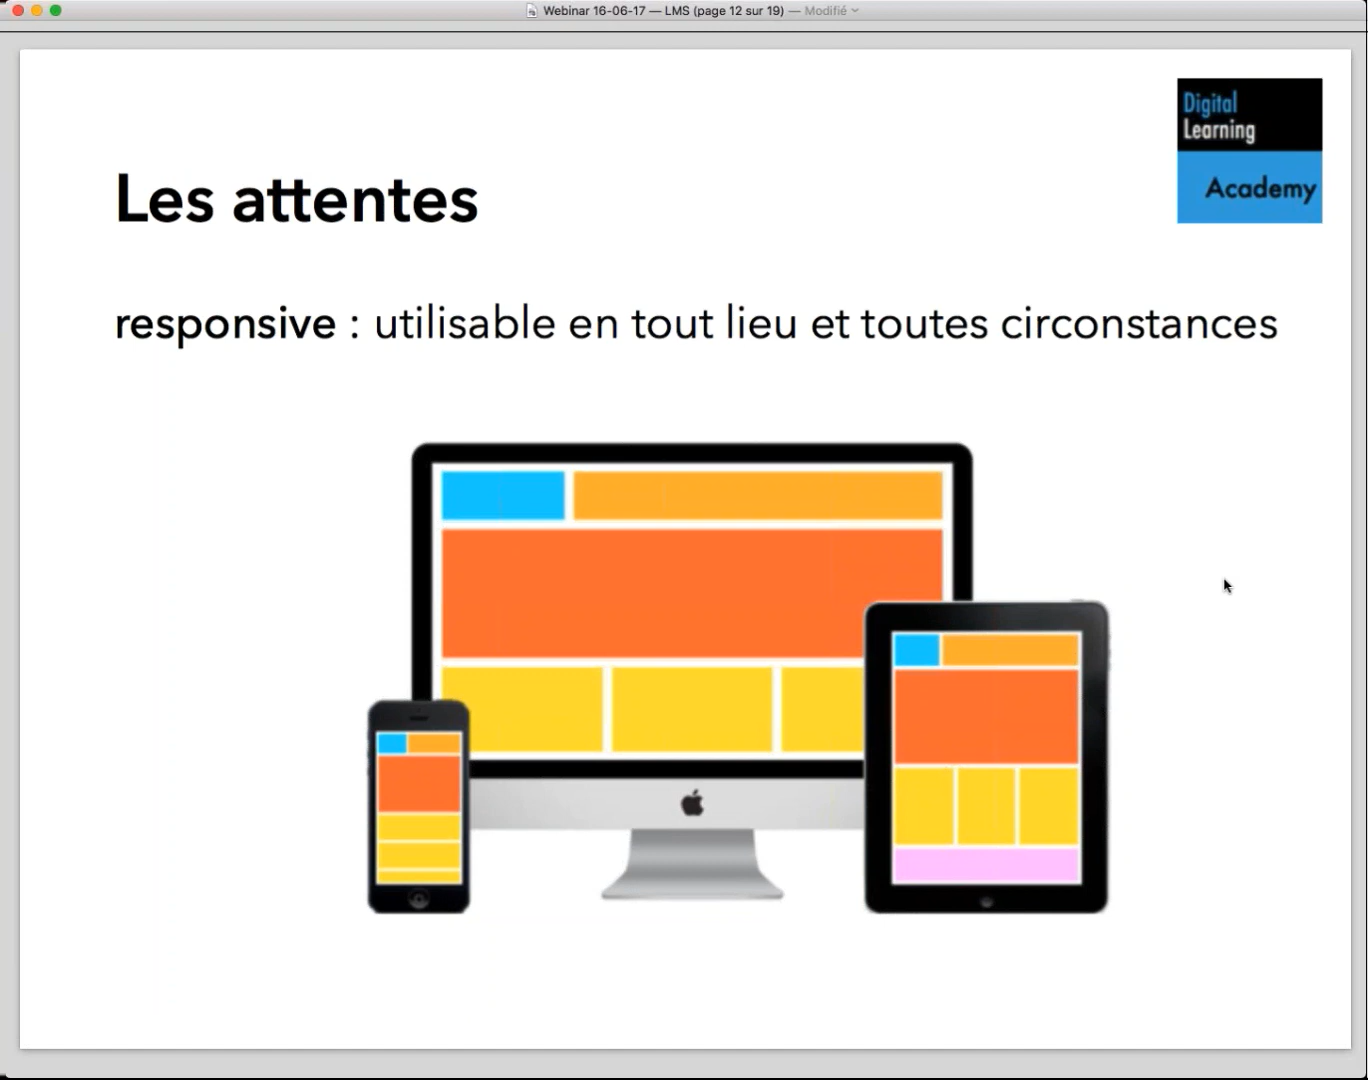 Webinar 16-06-17 — LMS (page 12 sur 19) — Modifié
Digital
Learning
Academy
Les attentes
responsive : utilisable en tout lieu et toutes circonstances